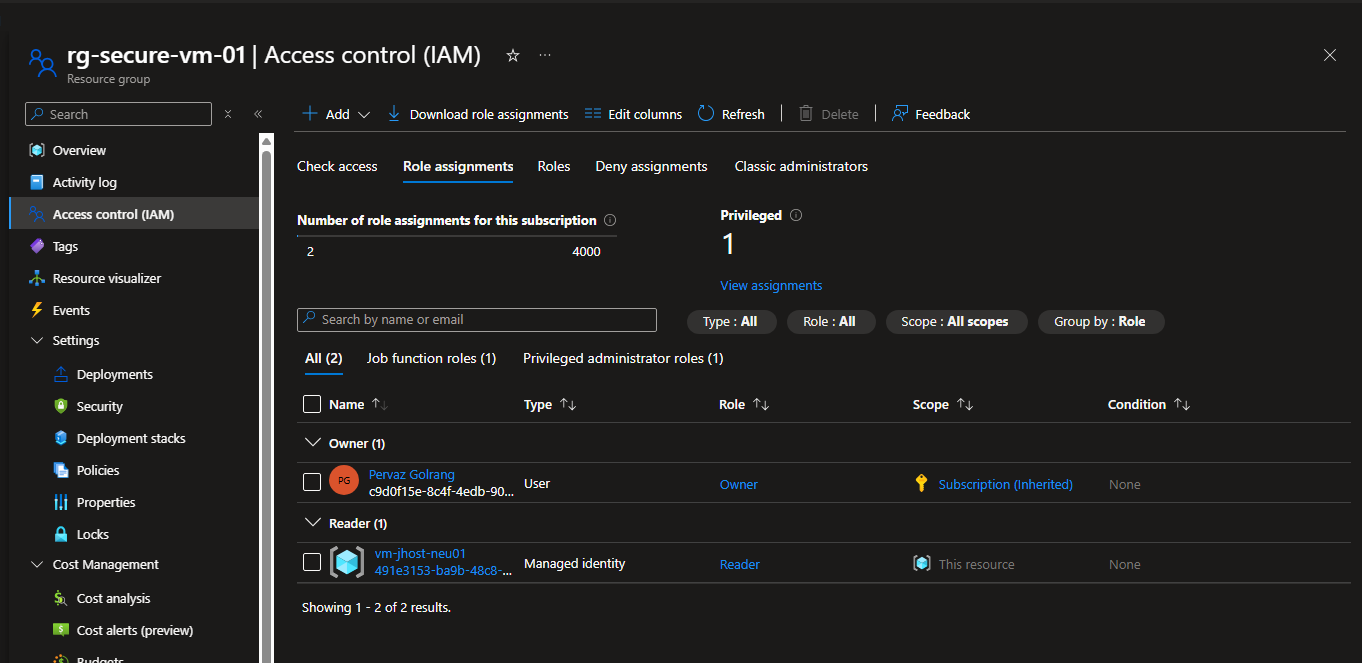 rg-secure-vm-01 | Access control (IAM)
Resource group
Search
Overview
Activity log
Access control (IAM)
Tags
Resource visualizer
Events
Settings
Deployments
Security
Deployment stacks
Policies
Properties
Locks
Cost Management
Cost analysis
Cost alerts (preview)
Budgets
Add
Download role assignments
Edit columns
Refresh
Delete
Feedback
Check access
Role assignments
Roles
Deny assignments
Classic administrators
Number of role assignments for this subscription
2 4000
Privileged
1
View assignments
Search by name or email
Type : All
Role : All
Scope : All scopes
Group by : Role
All (2)
Job function roles (1)
Privileged administrator roles (1)
Name Type Role Scope Condition
Owner (1)
PG
Pervaz Golrang
c9d0f15e-8c4f-4edb-90...
User Owner Subscription (Inherited) None
Reader (1)
vm-jhost-neu01
491e3153-ba9b-48c8-...
Managed identity Reader This resource None
Showing 1 - 2 of 2 results.